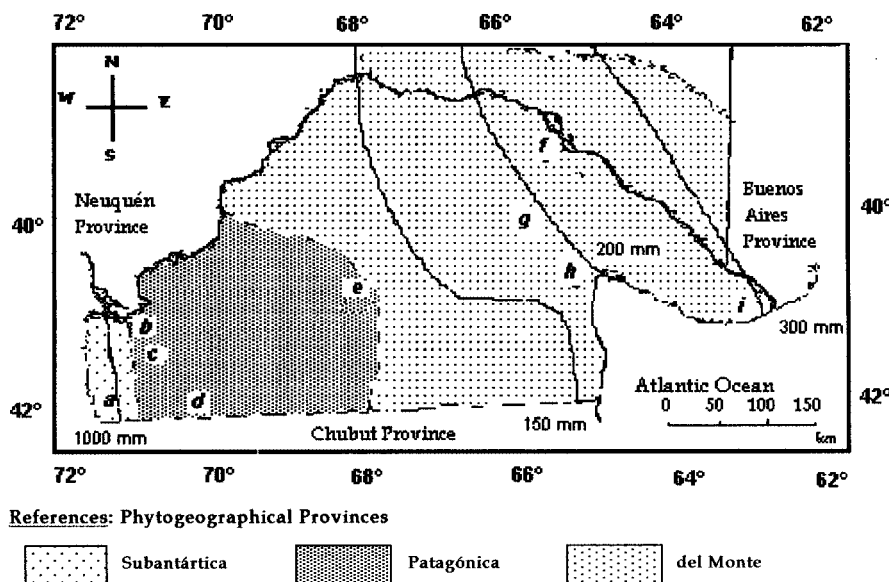 72° 70° 68° 66° 64° 62°
N
W E
S
Neuquén
Province
40°
f
Buenos
Aires
Province
40°
g
200 mm
h
e
i
b
300 mm
c
a
d
Atlantic Ocean
42°
0 50 100 150
km
42°
1000 mm
Chubut Province
150 mm
72° 70° 68° 66° 64° 62°
References: Phytogeographical Provinces
Subantártica Patagónica del Monte